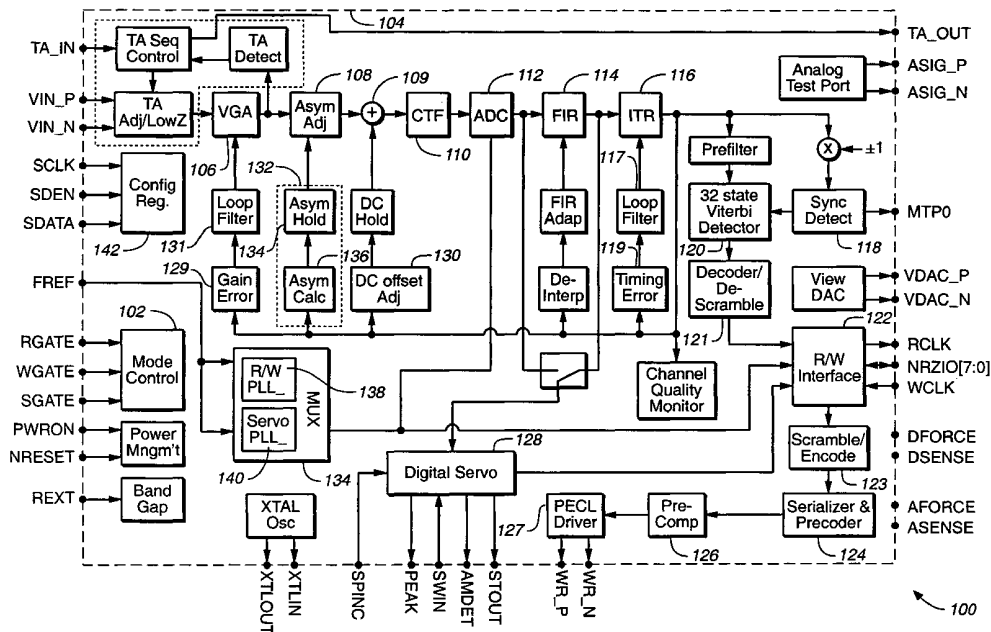 104
TA_IN
TA Seq
Control
TA
Detect
TA_OUT
VIN_P
VIN_N
TA
Adj/LowZ
VGA
106
108
Asym
Adj
109
+
CTF
110
112
ADC
114
FIR
116
ITR
Analog
Test Port
ASIG_P
ASIG_N
Prefilter
X
±1
SCLK
SDEN
SDATA
Config
Reg.
142
131
Loop
Filter
132
134
Asym
Hold
DC
Hold
FIR
Adap
117
Loop
Filter
32 state
Viterbi
Detector
120
Sync
Detect
118
MTP0
FREF
129
Gain
Error
136
Asym
Calc
130
DC offset
Adj
De-
Interp
119
Timing
Error
Decoder/
De-
Scramble
121
View
DAC
VDAC_P
VDAC_N
102
RGATE
WGATE
SGATE
Mode
Control
R/W
PLL_
138
Servo
PLL_
140
MUX
134
Channel
Quality
Monitor
122
R/W
Interface
RCLK
NRZIO[7:0]
WCLK
PWRON
NRESET
Power
Mngm't
128
Digital Servo
Scramble/
Encode
123
DFORCE
DSENSE
REXT
Band
Gap
XTAL
Osc
127
PECL
Driver
Pre-
Comp
126
Serializer &
Precoder
124
AFORCE
ASENSE
XTLOUT
XTLIN
SPINC
PEAK
SWIN
AMDET
STOUT
WR_P
WR_N
100